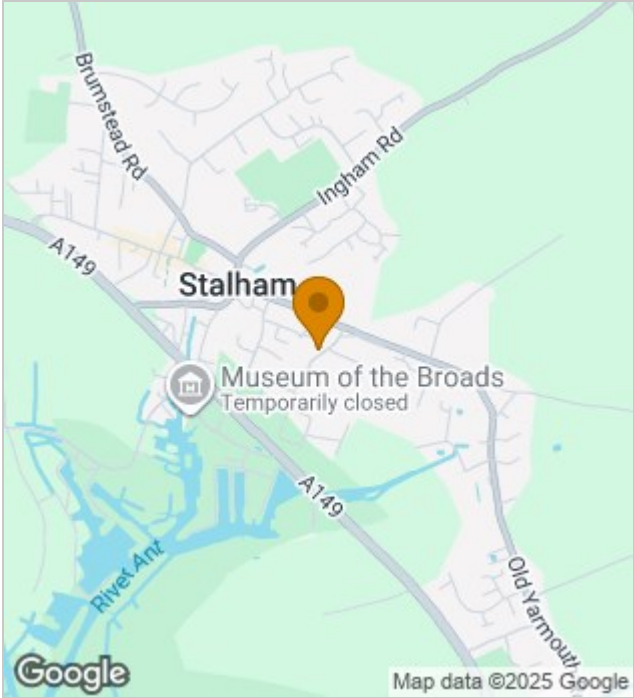 Brumstead Rd
Ingham Rd
A149
Stalham
Museum of the Broads
Temporarily closed
A149
River Ant
Old Yarmouth
Google
Map data ©2025 Google